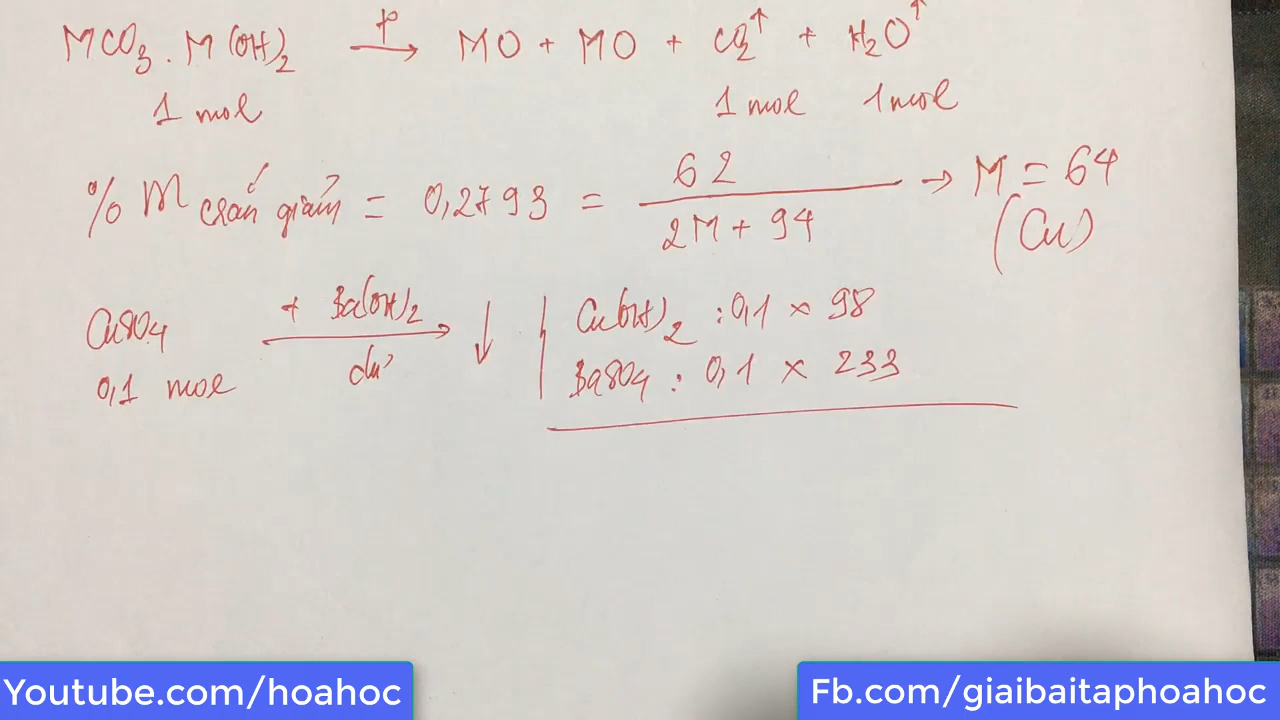 MCO3 . M(OH)2 —t°→ MO + MO + CO2↑ + H2O↑
1 mol 1 mol 1 mol
% m chấn giảm = 0,2793 = 62 / (2M + 94) → M = 64
(Cu)
CuSO4 + Ba(OH)2 dư → ↓ Cu(OH)2 : 0,1 × 98
0,1 mol BaSO4 : 0,1 × 233
Youtube.com/hoahoc Fb.com/giaibaitaphoahoc